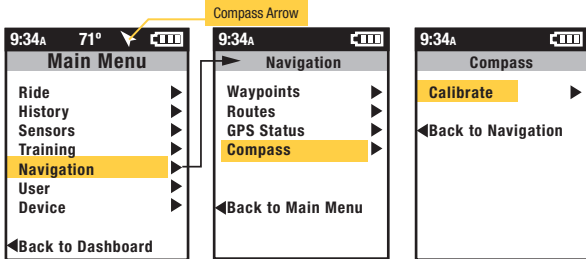 Compass Arrow
9:34A 71º
Main Menu
Ride
History
Sensors
Training
Navigation
User
Device
Back to Dashboard
9:34A
Navigation
Waypoints
Routes
GPS Status
Compass
Back to Main Menu
9:34A
Compass
Calibrate
Back to Navigation